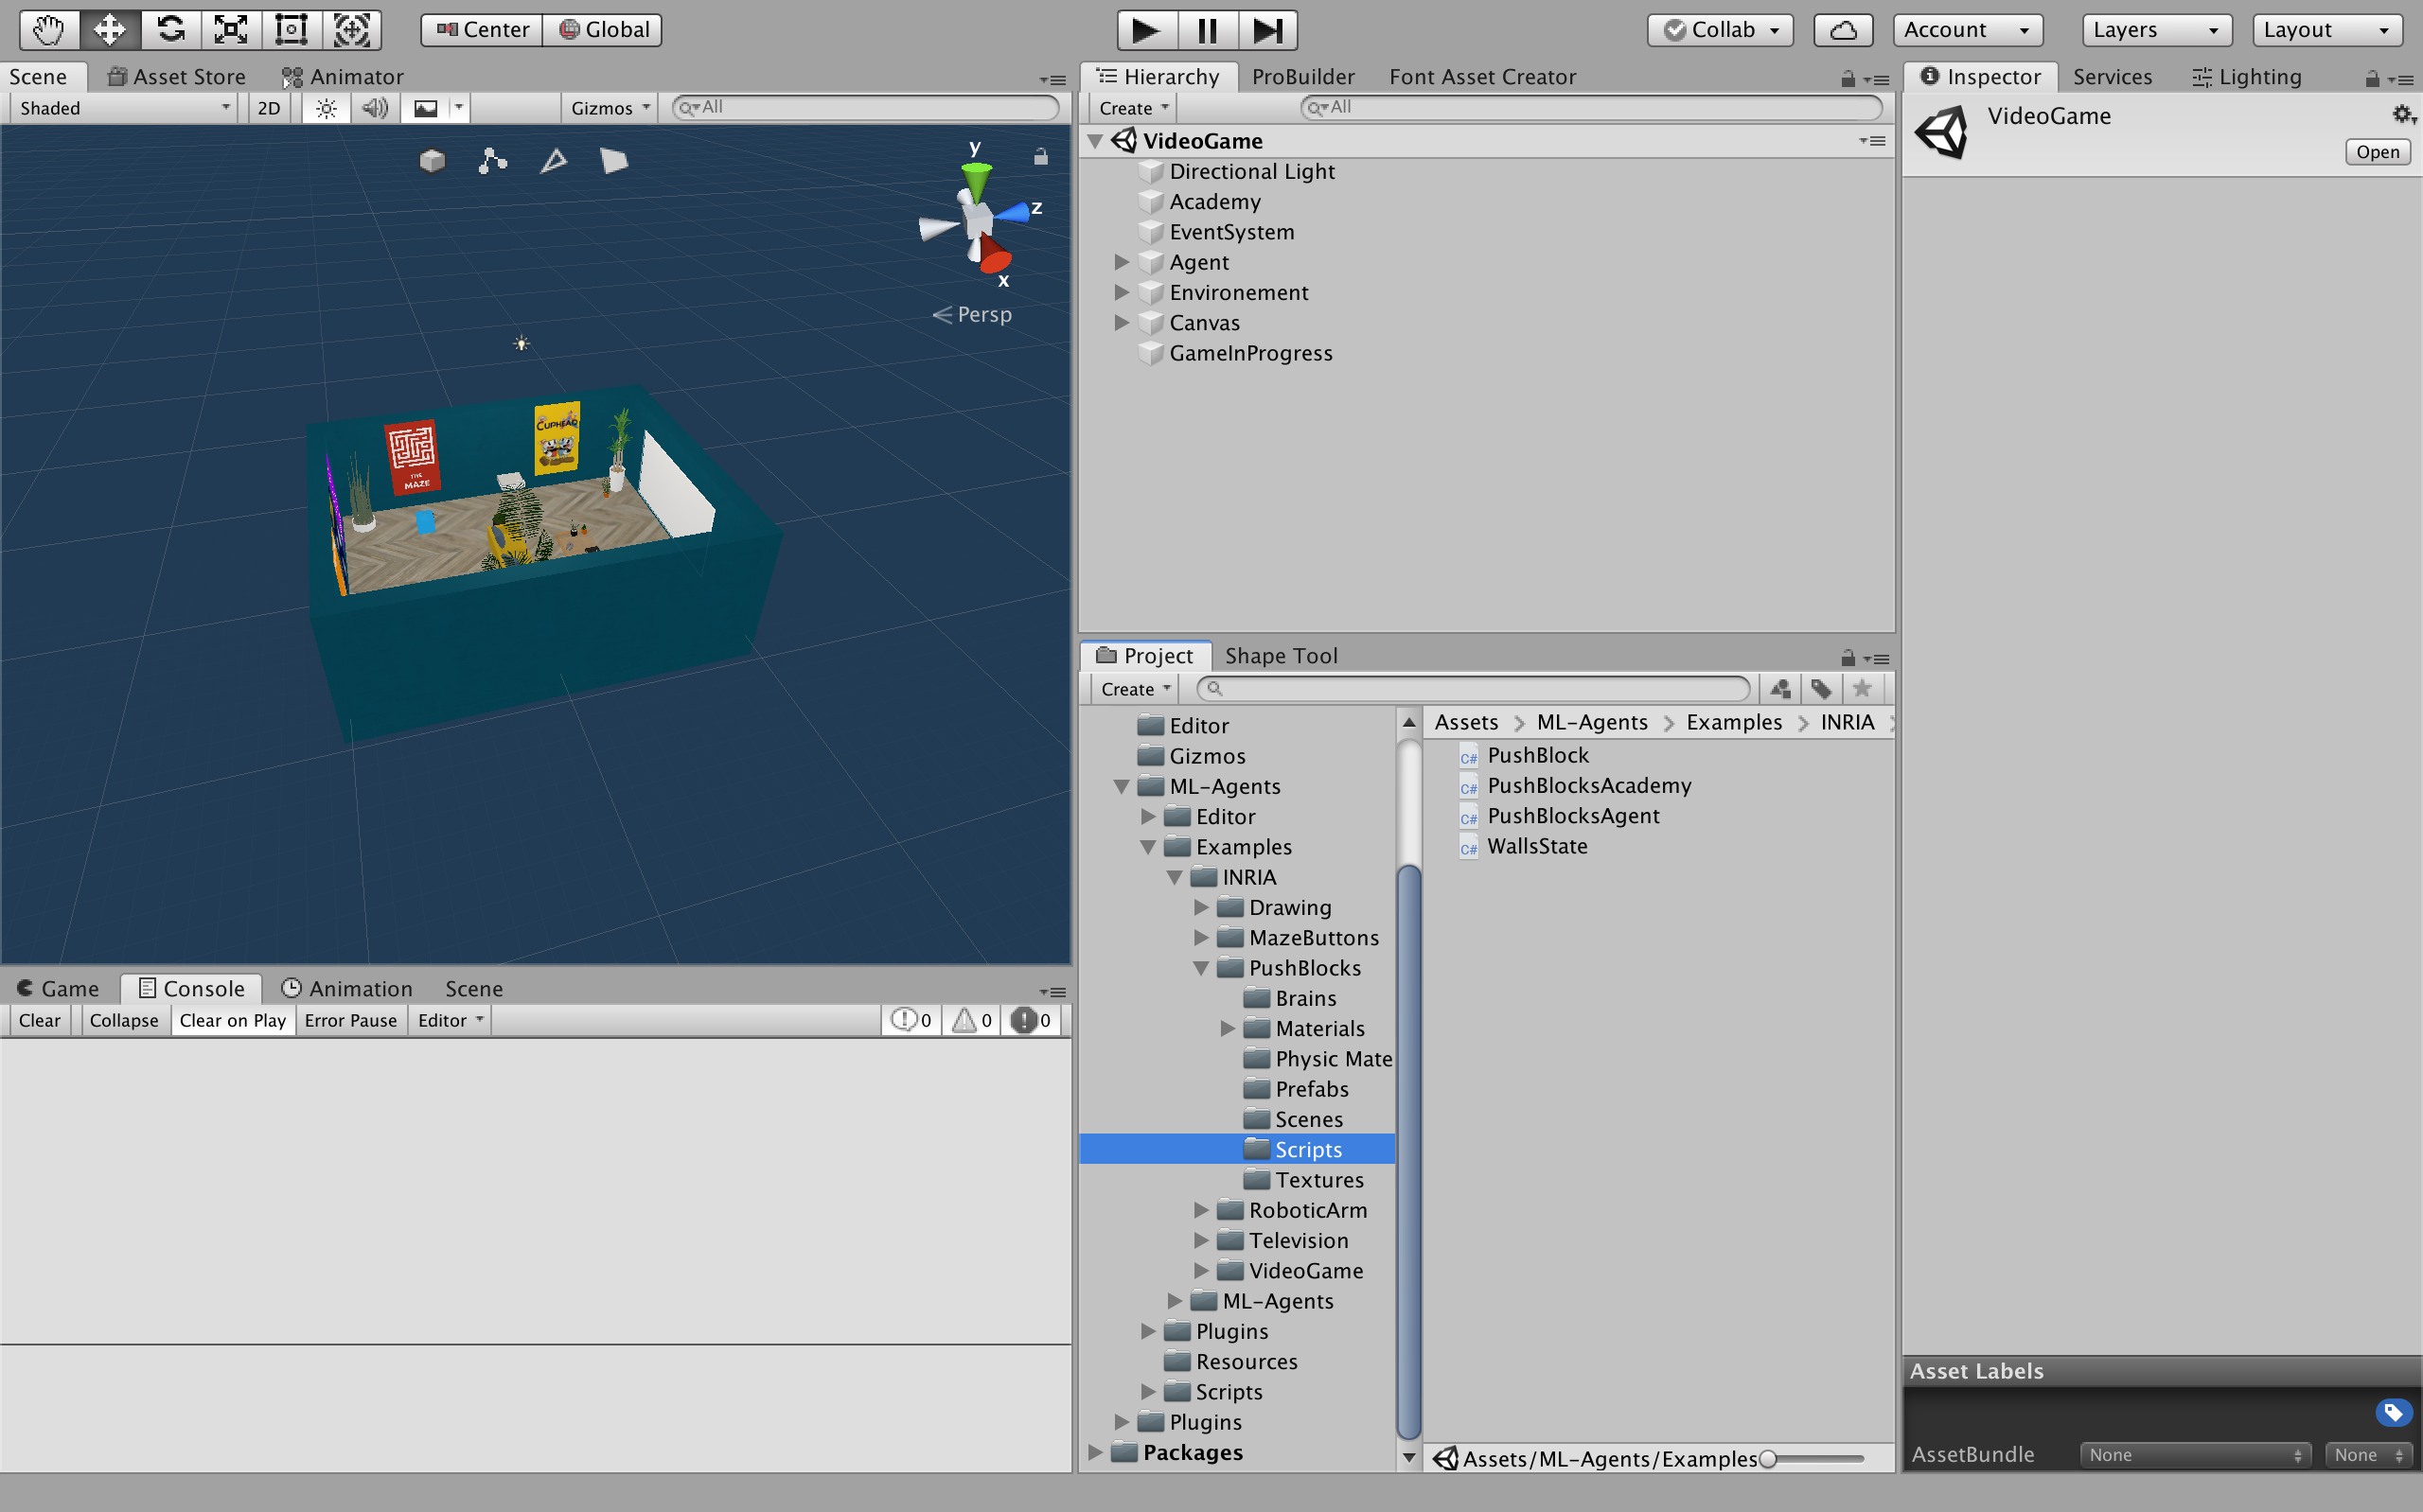 Center Global Collab Account Layers Layout
Scene Asset Store Animator
Shaded 2D Gizmos All
y
z
x
Persp
CUPHEAD
THE
MAZE
Hierarchy ProBuilder Font Asset Creator
Create All
VideoGame
Directional Light
Academy
EventSystem
Agent
Environement
Canvas
GameInProgress
Inspector Services Lighting
VideoGame
Open
Game Console Animation Scene
Clear Collapse Clear on Play Error Pause Editor 0 0 0
Project Shape Tool
Create
Editor
Gizmos
ML-Agents
Editor
Examples
INRIA
Drawing
MazeButtons
PushBlocks
Brains
Materials
Physic Mate
Prefabs
Scenes
Scripts
Textures
RoboticArm
Television
VideoGame
ML-Agents
Plugins
Resources
Scripts
Plugins
Packages
Assets ML-Agents Examples INRIA
C# PushBlock
C# PushBlocksAcademy
C# PushBlocksAgent
C# WallsState
Assets/ML-Agents/Examples
Asset Labels
AssetBundle None None